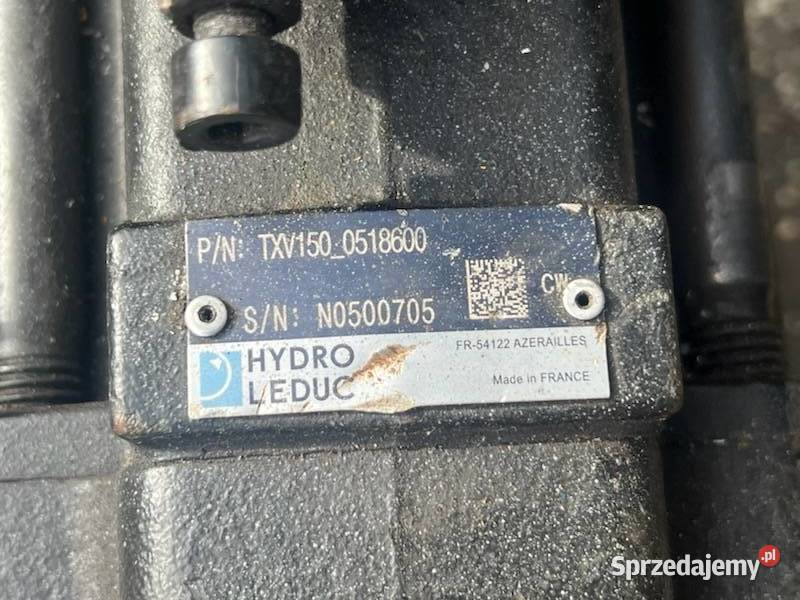 P/N: TXV150_0518600
CW
S/N: N0500705
HYDRO
LEDUC
FR-54122 AZERAILLES
Made in FRANCE
Sprzedajemy.pl